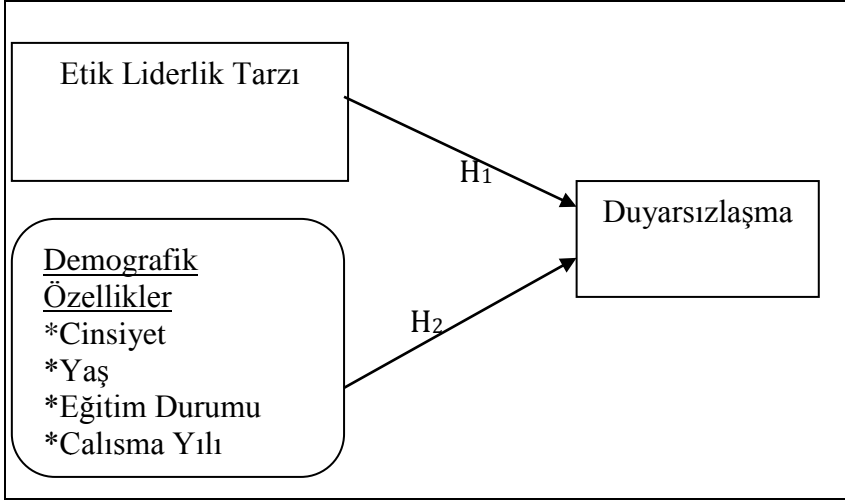 Etik Liderlik Tarzı
H1
Duyarsızlaşma
Demografik
Özellikler
*Cinsiyet
*Yaş
*Eğitim Durumu
*Calısma Yılı
H2